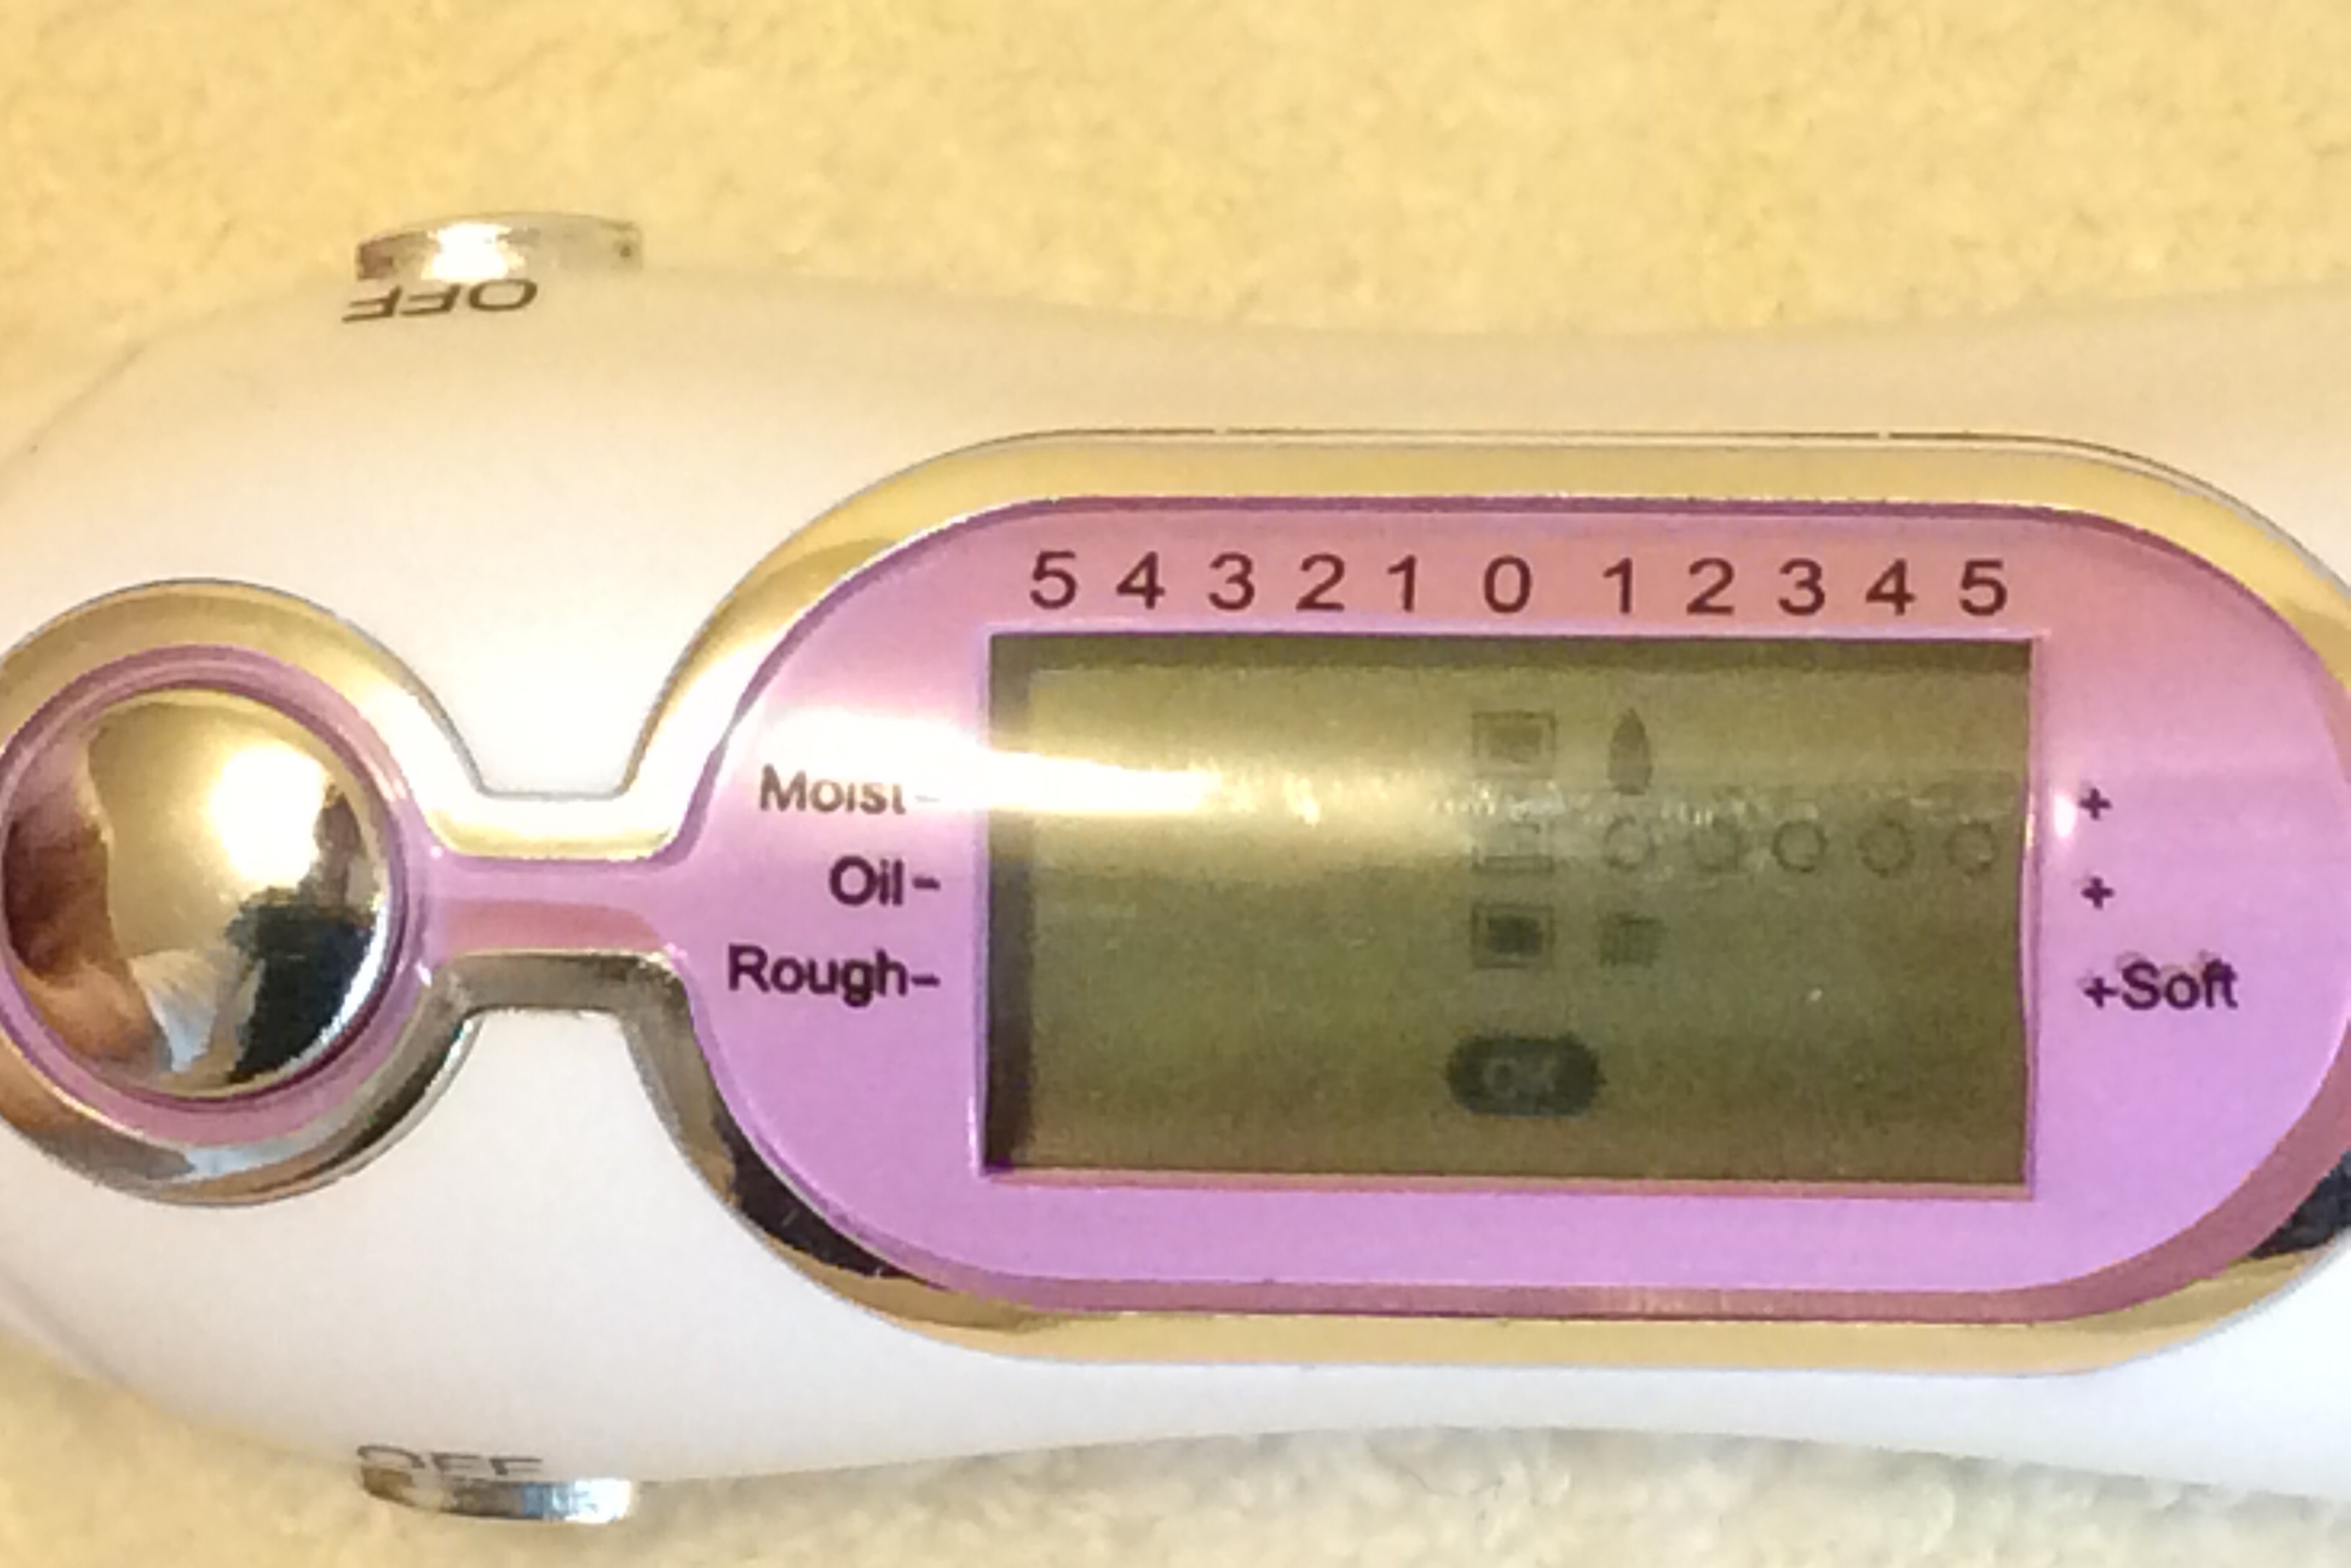 OFF
5 4 3 2 1 0 1 2 3 4 5
Moist- +
Oil- +
Rough- +Soft
OK
OFF